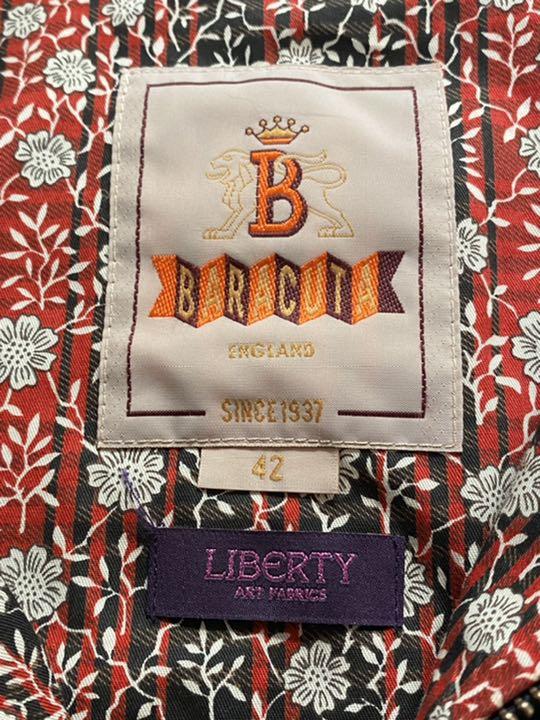 B
BARACUTA
ENGLAND
SINCE 1937
42
LIBERTY
ART FABRICS